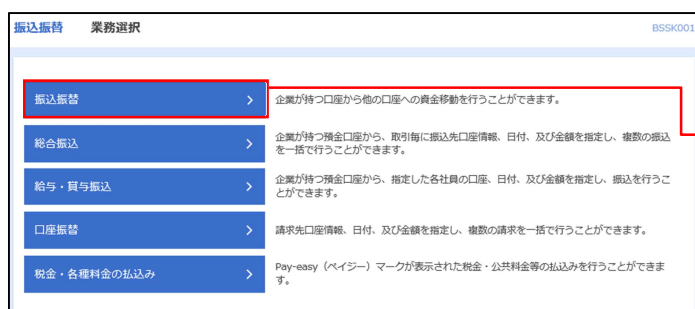 振込振替 業務選択 BSSK001
振込振替 企業が持つ口座から他の口座への資金移動を行うことができます。
総合振込 企業が持つ預金口座から、取引毎に振込先口座情報、日付、及び金額を指定し、複数の振込
を一括で行うことができます。
給与・賞与振込 企業が持つ預金口座から、指定した各社員の口座、日付、及び金額を指定し、振込を行うこ
とができます。
口座振替 請求先口座情報、日付、及び金額を指定し、複数の請求を一括で行うことができます。
税金・各種料金の払込み Pay-easy（ペイジー）マークが表示された税金・公共料金等の払込みを行うことができま
す。